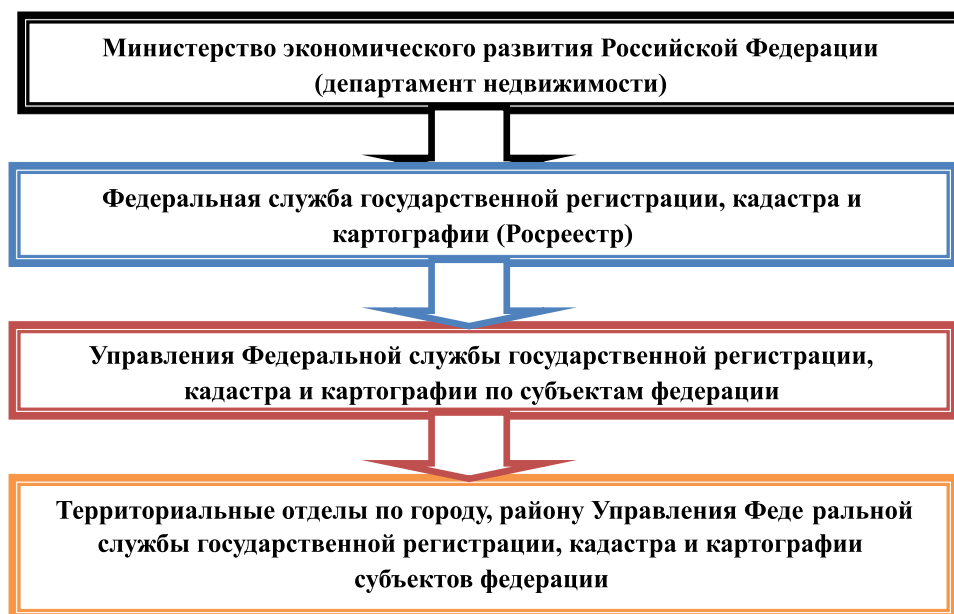 Министерство экономического развития Российской Федерации
(департамент недвижимости)
Федеральная служба государственной регистрации, кадастра и
картографии (Росреестр)
Управления Федеральной службы государственной регистрации,
кадастра и картографии по субъектам федерации
Территориальные отделы по городу, району Управления Феде ральной
службы государственной регистрации, кадастра и картографии
субъектов федерации